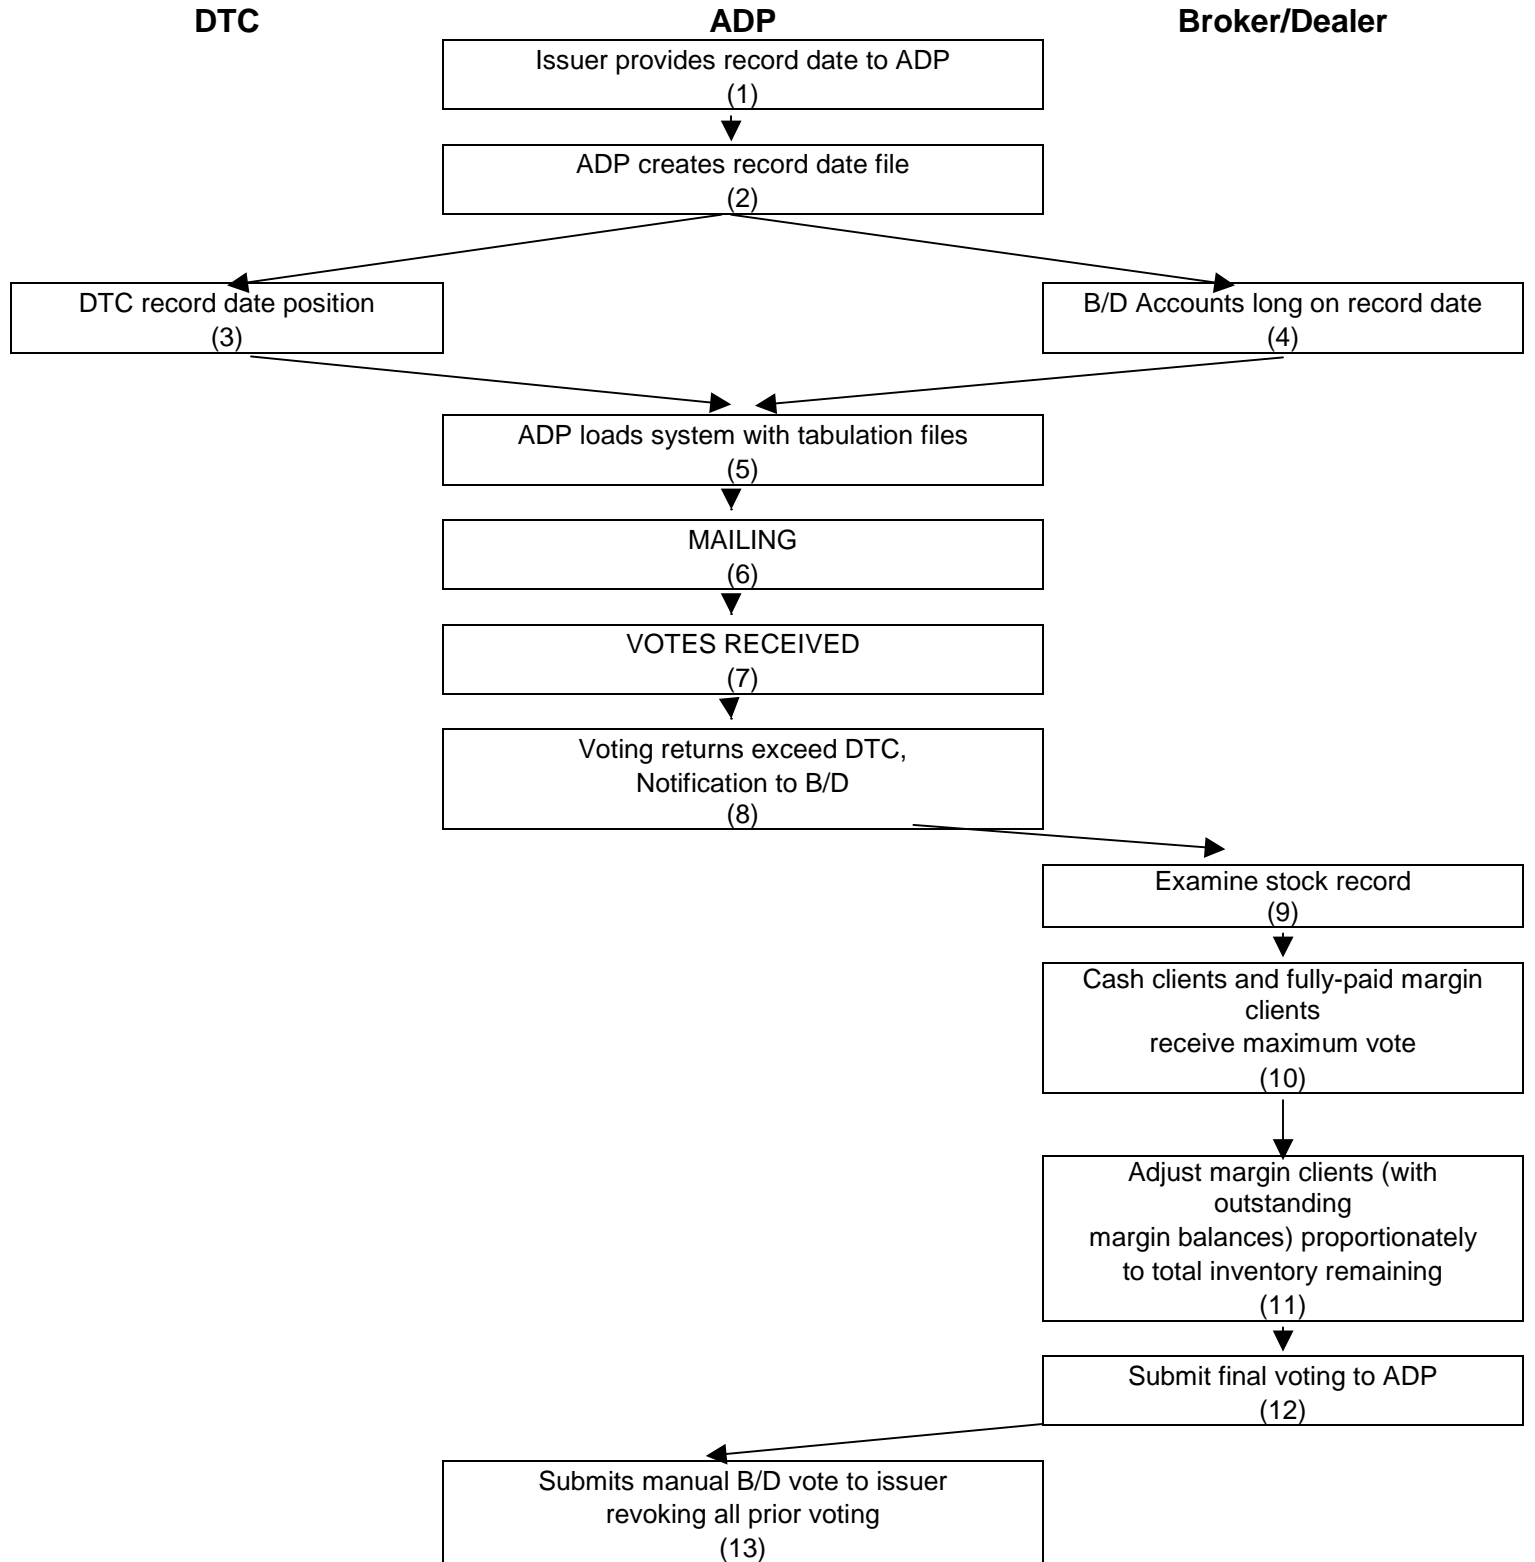 DTC
ADP
Broker/Dealer
Issuer provides record date to ADP
(1)
ADP creates record date file
(2)
DTC record date position
(3)
B/D Accounts long on record date
(4)
ADP loads system with tabulation files
(5)
MAILING
(6)
VOTES RECEIVED
(7)
Voting returns exceed DTC,
Notification to B/D
(8)
Examine stock record
(9)
Cash clients and fully-paid margin
clients
receive maximum vote
(10)
Adjust margin clients (with
outstanding
margin balances) proportionately
to total inventory remaining
(11)
Submit final voting to ADP
(12)
Submits manual B/D vote to issuer
revoking all prior voting
(13)